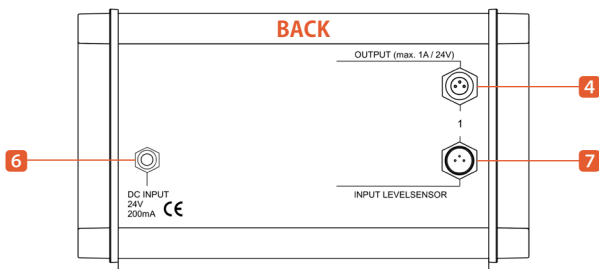 BACK
OUTPUT (max. 1A / 24V)
4
1
6
7
DC INPUT
24V
200mA CE
INPUT LEVELSENSOR